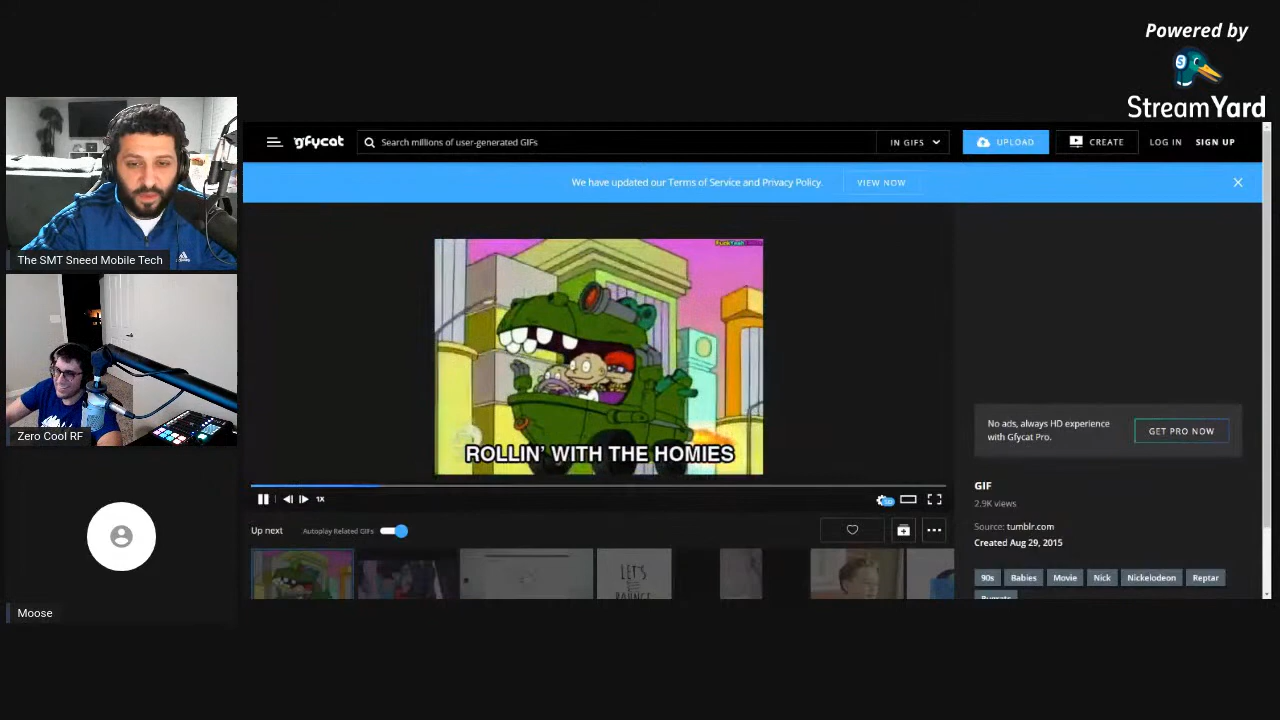 Powered by
StreamYard
The SMT Sneed Mobile Tech
Zero Cool RF
Moose
gfycat
Search millions of user-generated GIFs
IN GIFS
UPLOAD
CREATE
LOG IN
SIGN UP
We have updated our Terms of Service and Privacy Policy.
VIEW NOW
ROLLIN' WITH THE HOMIES
1X
Up next
Autoplay Related GIFs
LET'S
No ads, always HD experience
with Gfycat Pro.
GET PRO NOW
GIF
2.9K views
Source: tumblr.com
Created Aug 29, 2015
90s
Babies
Movie
Nick
Nickelodeon
Reptar